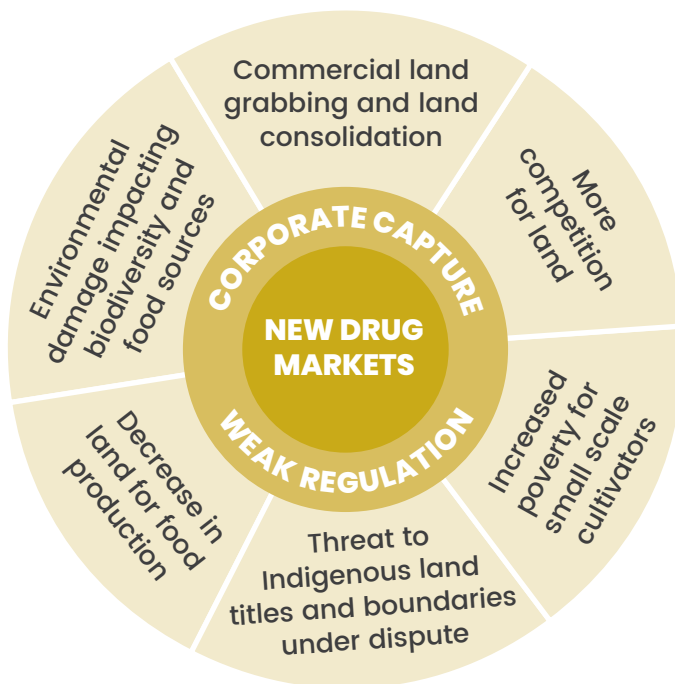 Commercial land
grabbing and land
consolidation
More
competition
for land
Increased
poverty for
small scale
cultivators
Threat to
Indigenous land
titles and boundaries
under dispute
Decrease in
land for food
production
Environmental
damage impacting
biodiversity and
food sources
CORPORATE CAPTURE
NEW DRUG
MARKETS
WEAK REGULATION